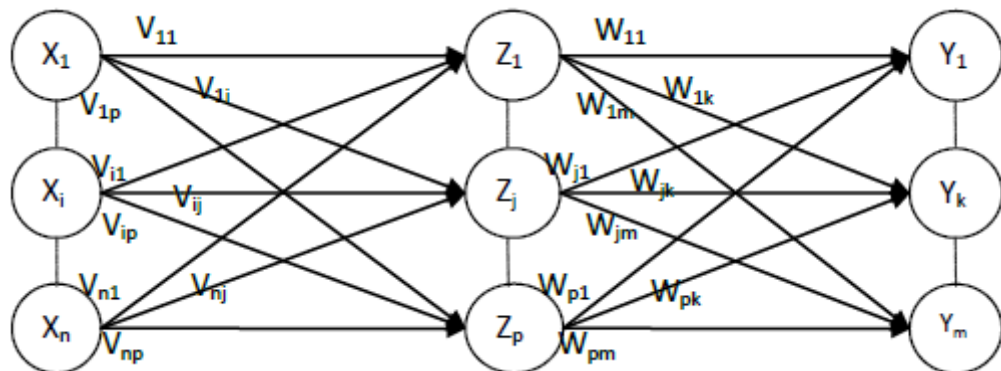 X1 V11 Z1 W11 Y1
V1p V1j W1m W1k
Xi Vi1 Vij Zj Wj1 Wjk Yk
Vip Wjm
Xn Vn1 Vnj Zp Wp1 Wpk Ym
Vnp Wpm